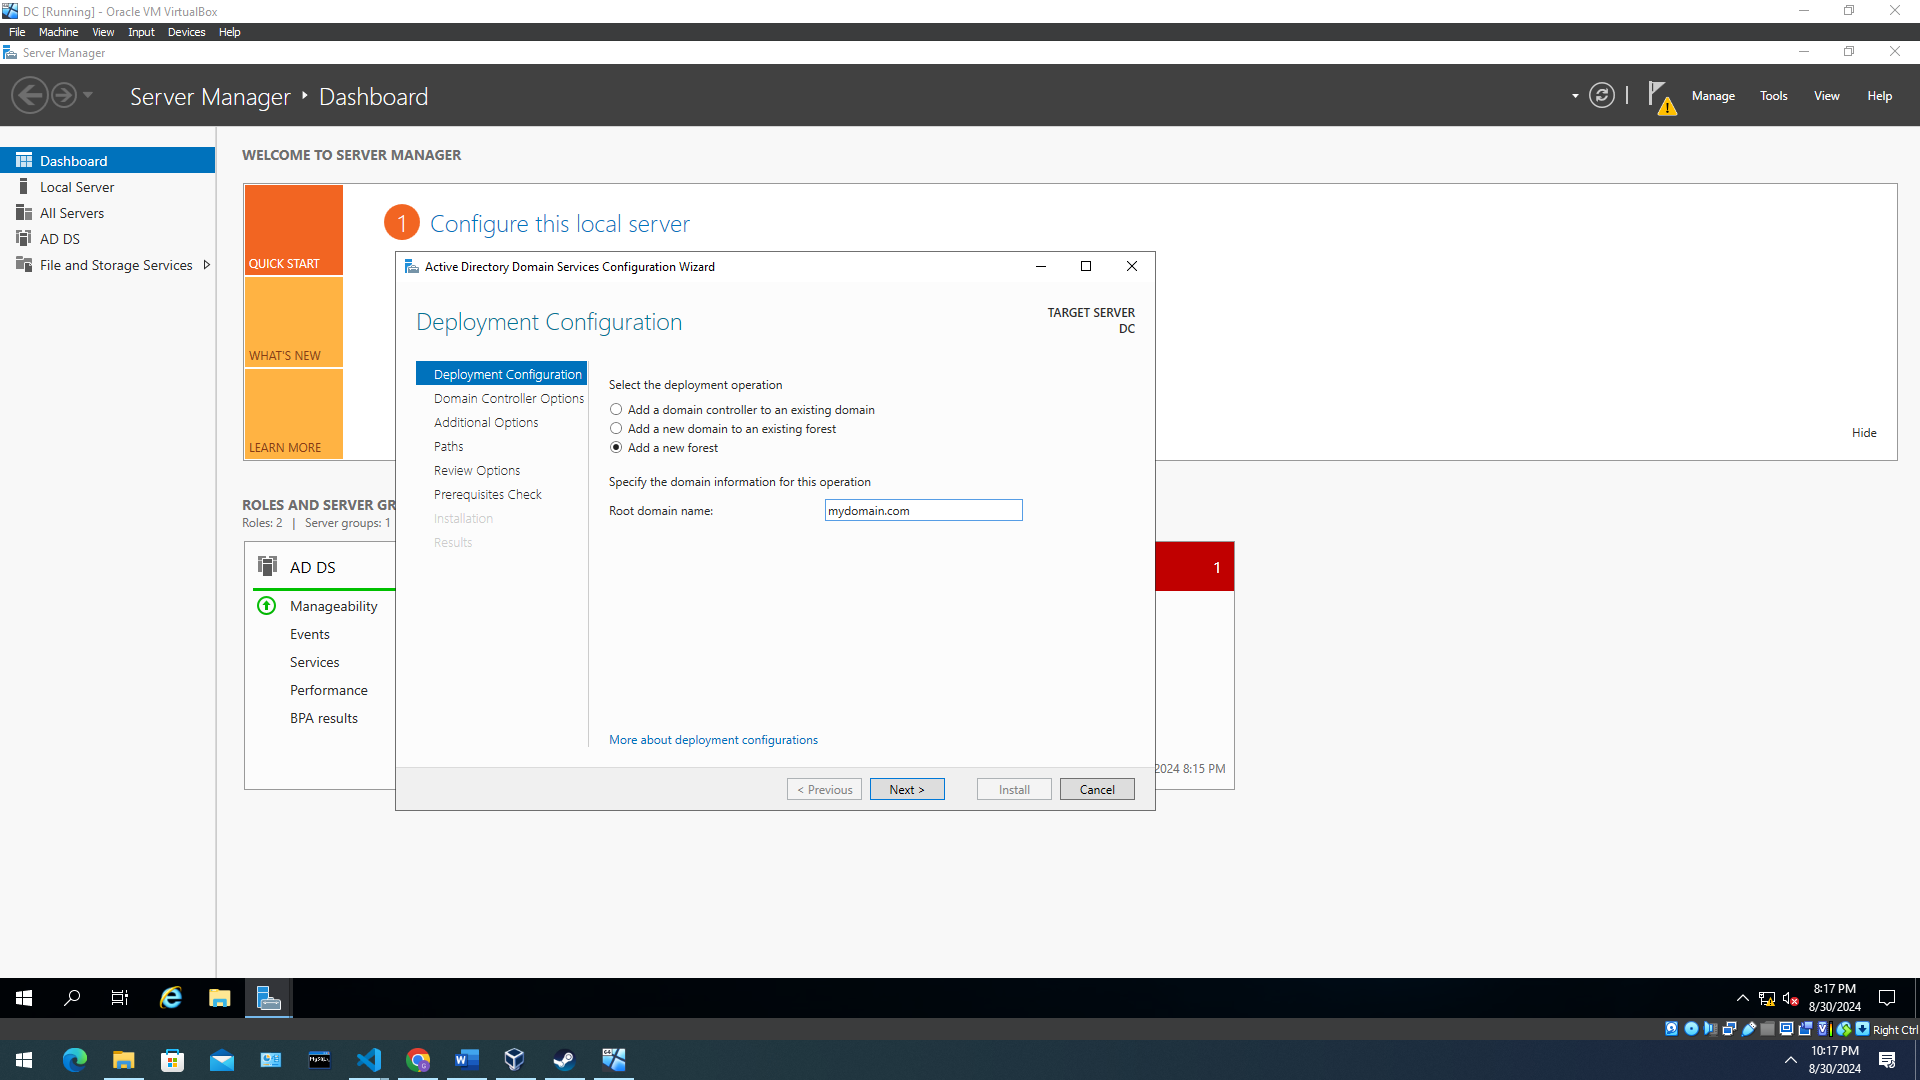 DC [Running] - Oracle VM VirtualBox
File Machine View Input Devices Help
Server Manager
Server Manager ‣ Dashboard
Manage Tools View Help
Dashboard
Local Server
All Servers
AD DS
File and Storage Services
WELCOME TO SERVER MANAGER
QUICK START
WHAT'S NEW
LEARN MORE
1 Configure this local server
Hide
ROLES AND SERVER GR
Roles: 2 | Server groups: 1
AD DS
Manageability
Events
Services
Performance
BPA results
1
2024 8:15 PM
Active Directory Domain Services Configuration Wizard
Deployment Configuration
TARGET SERVER
DC
Deployment Configuration
Domain Controller Options
Additional Options
Paths
Review Options
Prerequisites Check
Installation
Results
Select the deployment operation
Add a domain controller to an existing domain
Add a new domain to an existing forest
Add a new forest
Specify the domain information for this operation
Root domain name: mydomain.com
More about deployment configurations
< Previous Next > Install Cancel
8:17 PM
8/30/2024
Right Ctrl
MySQL
10:17 PM
8/30/2024